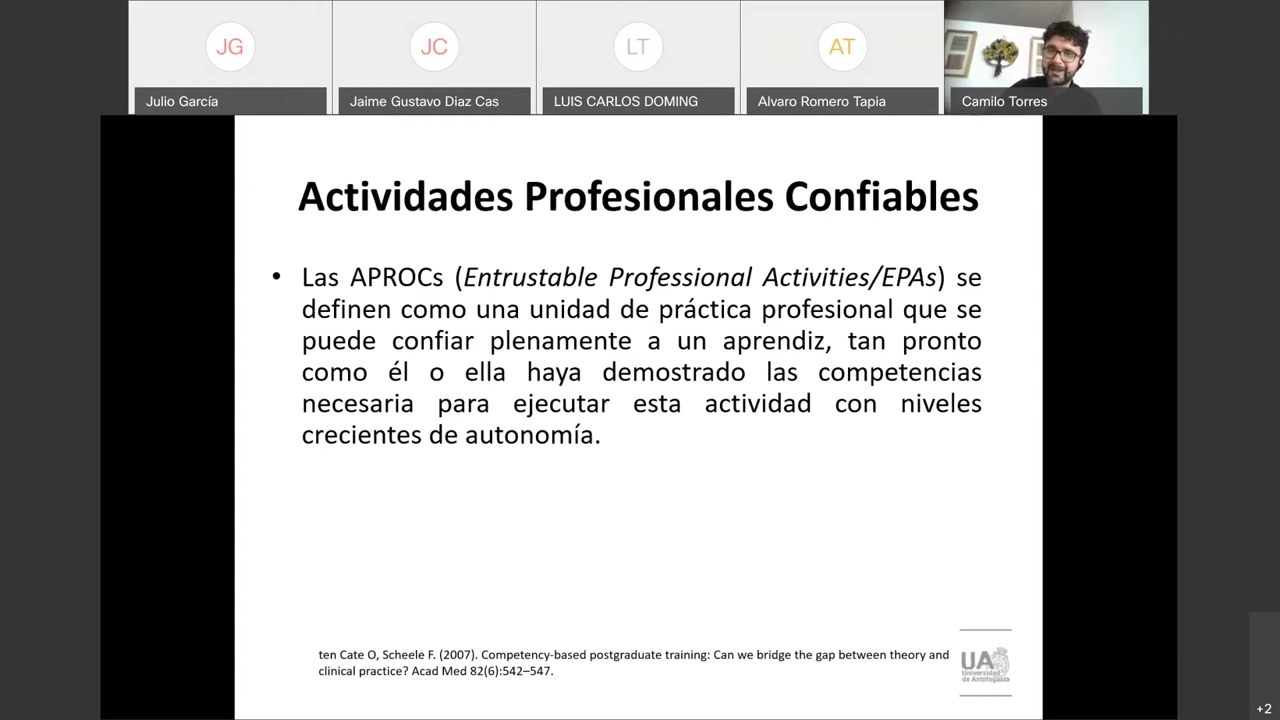 JG
JC
LT
AT
Julio García
Jaime Gustavo Diaz Cas
LUIS CARLOS DOMING
Alvaro Romero Tapia
Camilo Torres
Actividades Profesionales Confiables
• Las APROCs (Entrustable Professional Activities/EPAs) se
definen como una unidad de práctica profesional que se
puede confiar plenamente a un aprendiz, tan pronto
como él o ella haya demostrado las competencias
necesaria para ejecutar esta actividad con niveles
crecientes de autonomía.
ten Cate O, Scheele F. (2007). Competency-based postgraduate training: Can we bridge the gap between theory and
clinical practice? Acad Med 82(6):542–547.
UA
Universidad
de Antofagasta
+2